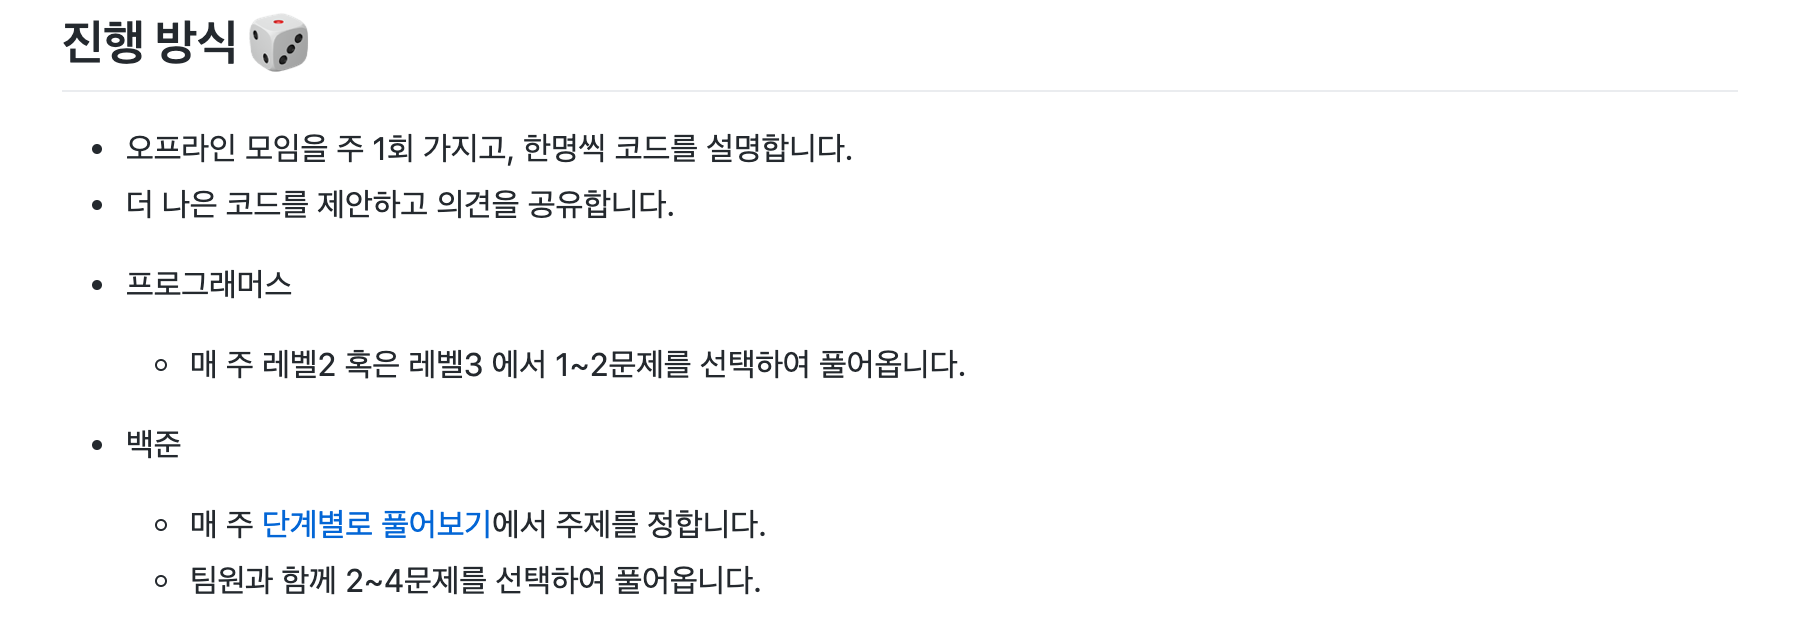 진행 방식 🎲
오프라인 모임을 주 1회 가지고, 한명씩 코드를 설명합니다.
더 나은 코드를 제안하고 의견을 공유합니다.
프로그래머스
매 주 레벨2 혹은 레벨3 에서 1~2문제를 선택하여 풀어옵니다.
백준
매 주 단계별로 풀어보기에서 주제를 정합니다.
팀원과 함께 2~4문제를 선택하여 풀어옵니다.